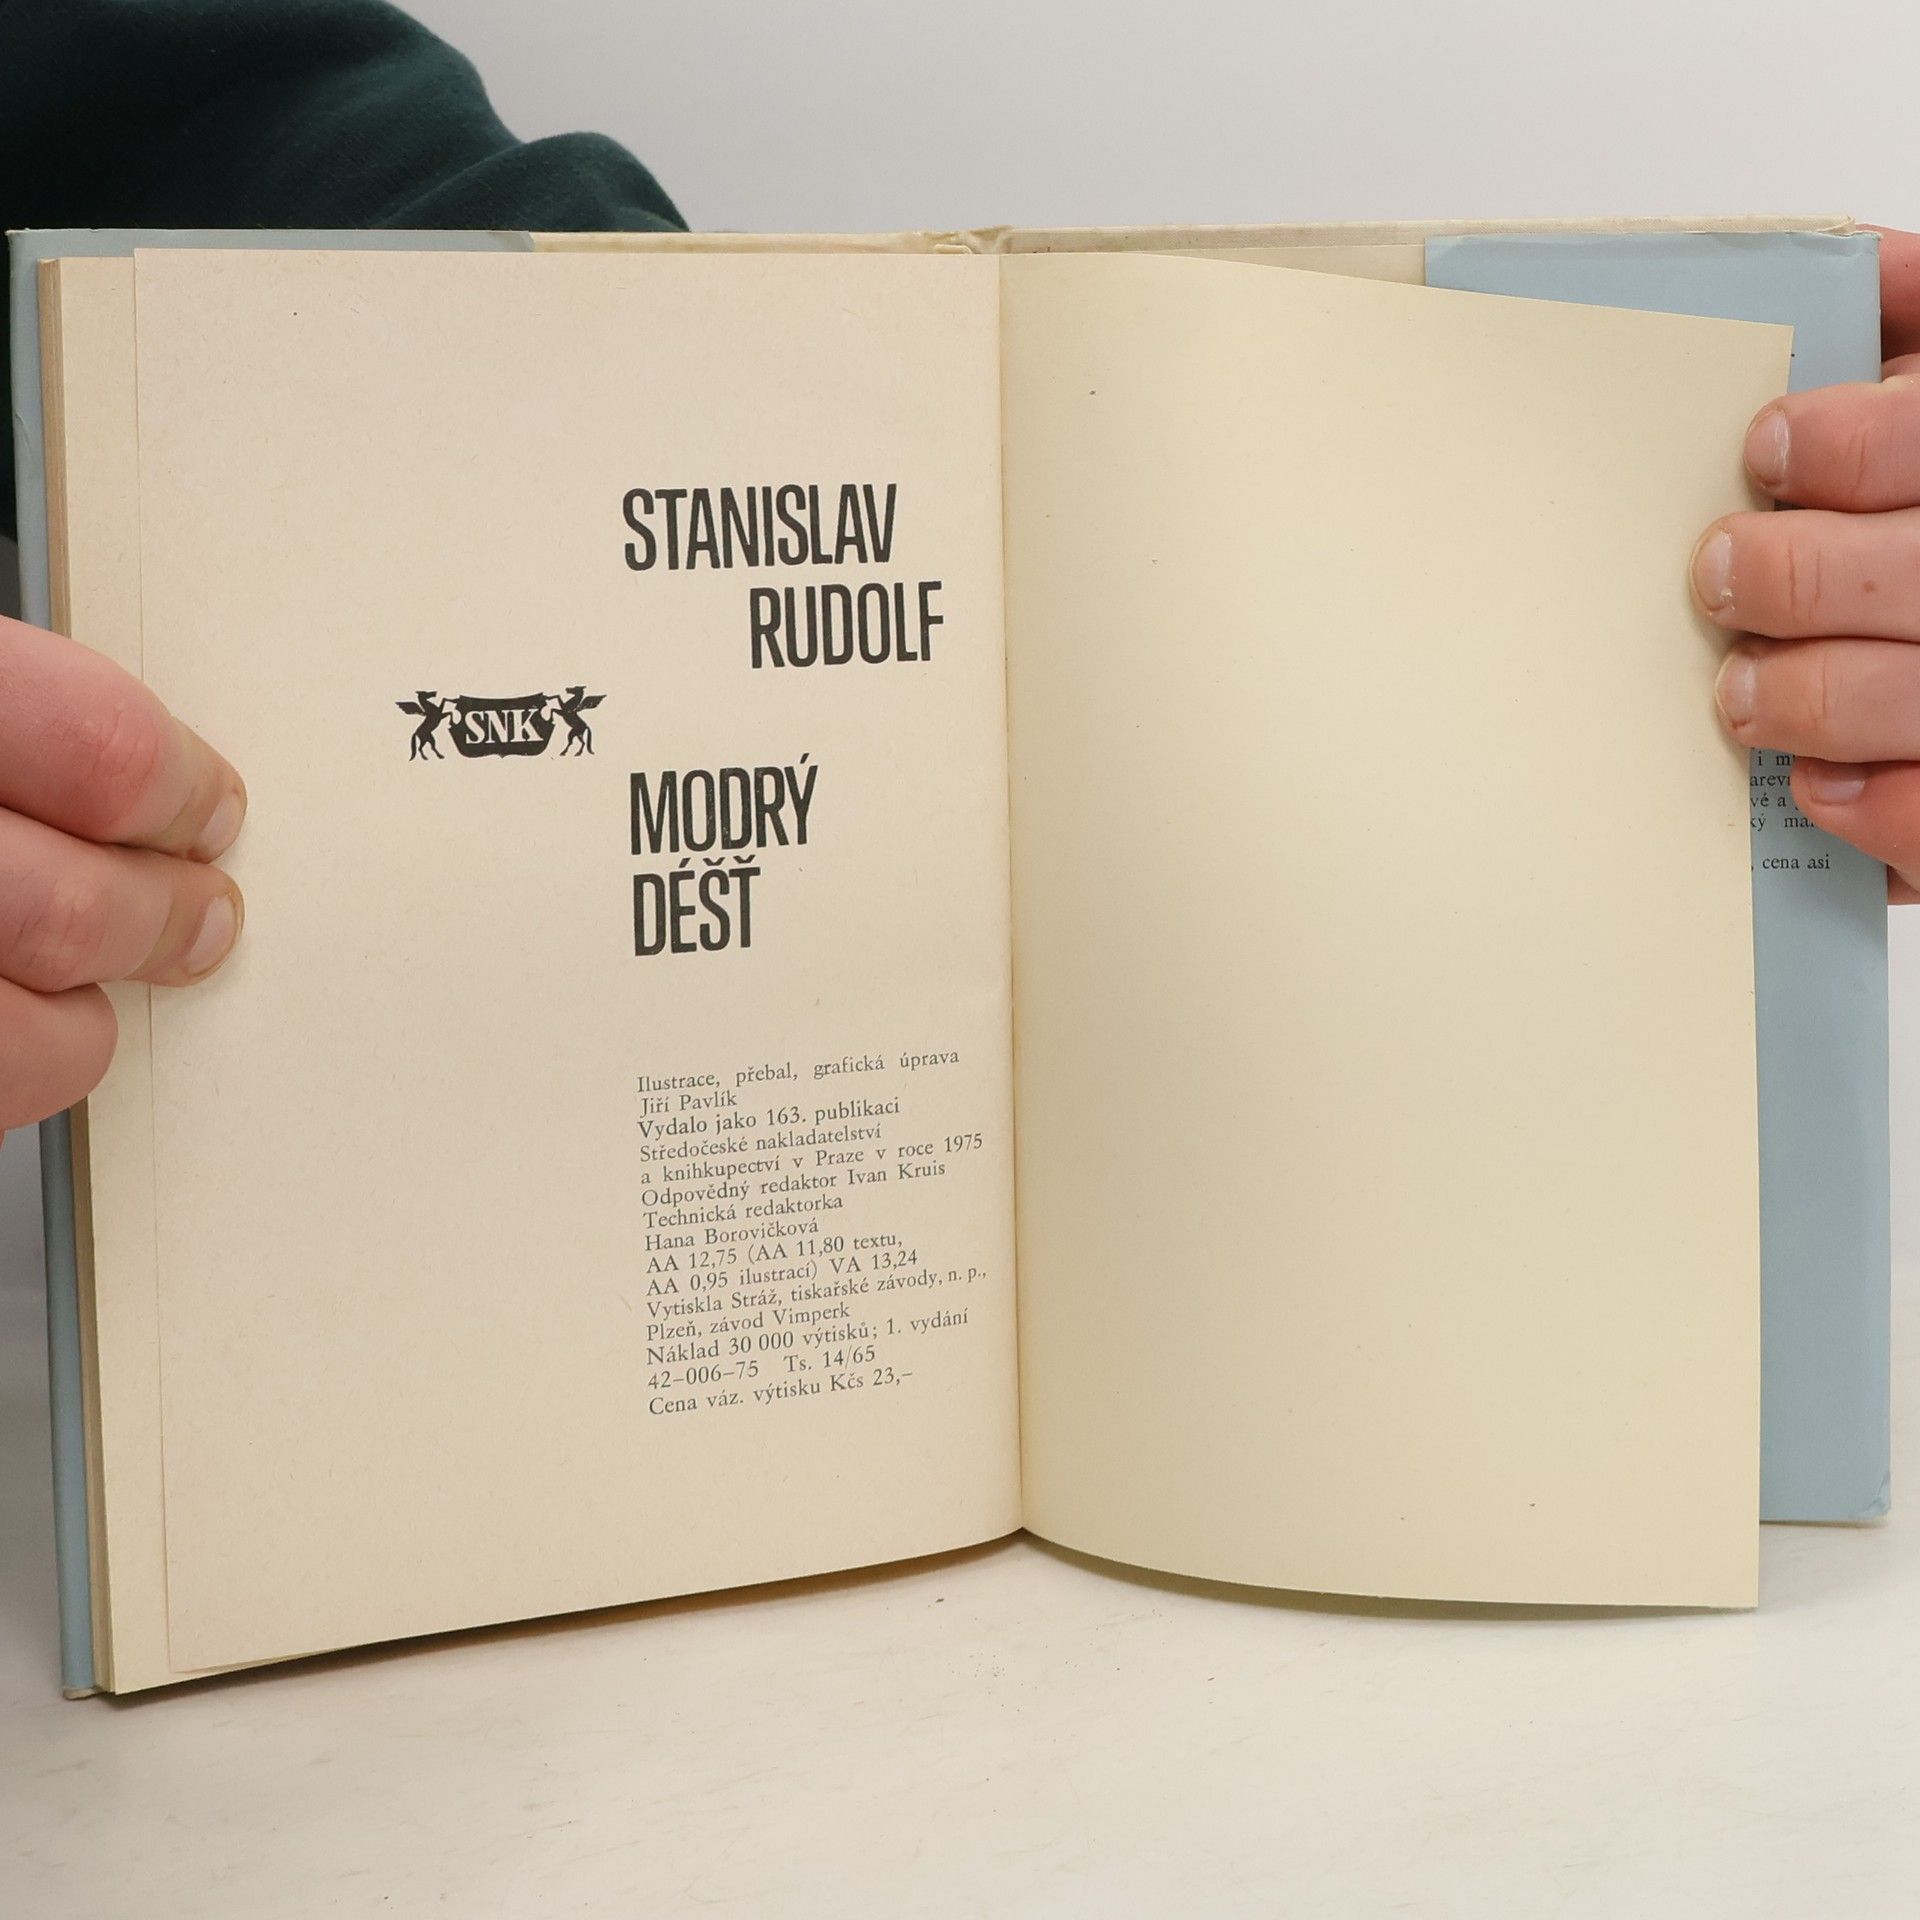 STANISLAV
RUDOLF
SNK
MODRÝ
DÉŠŤ
Ilustrace, přebal, grafická úprava
Jiří Pavlík
Vydalo jako 163. publikaci
Středočeské nakladatelství
a knihkupectví v Praze v roce 1975
Odpovědný redaktor Ivan Kruis
Technická redaktorka
Hana Borovičková
AA 12,75 (AA 11,80 textu,
AA 0,95 ilustrací) VA 13,24
Vytiskla Stráž, tiskařské závody, n. p.,
Plzeň, závod Vimperk
Náklad 30 000 výtisků; 1. vydání
42–006–75 Ts. 14/65
Cena váz. výtisku Kčs 23,–
i
vé a
, cena asi